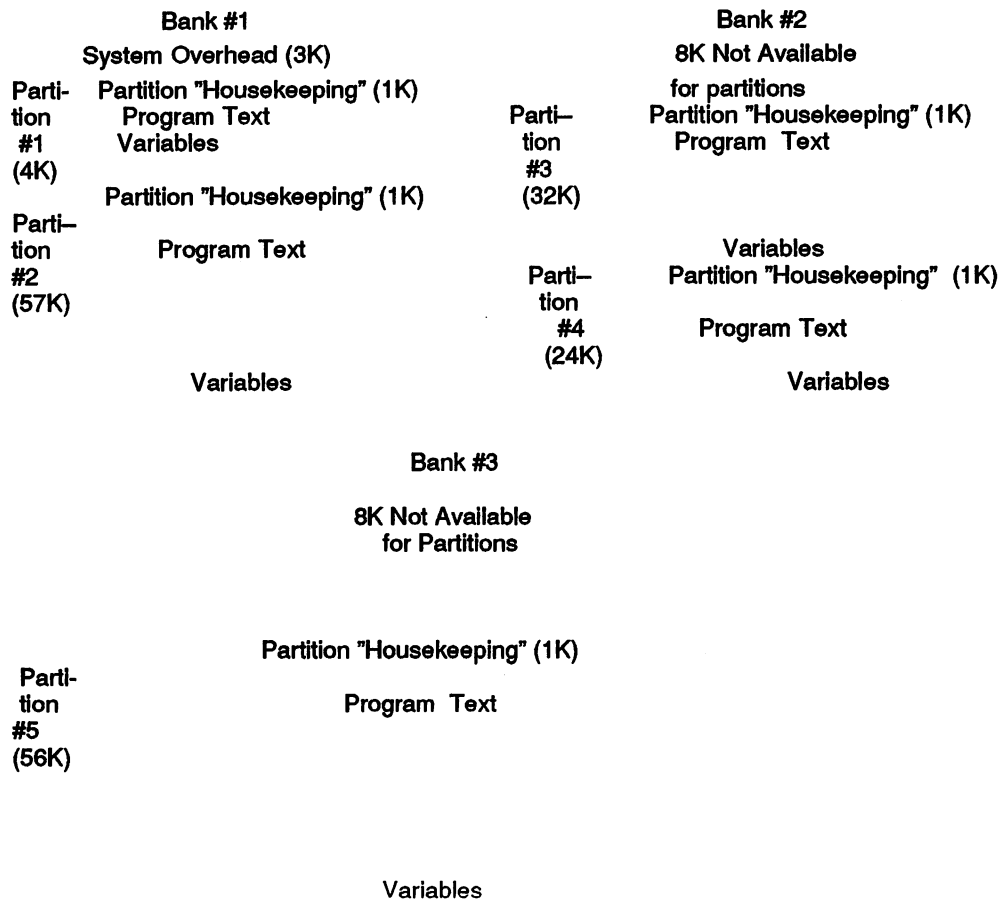 Bank #1
System Overhead (3K)
Parti- Partition "Housekeeping" (1K)
tion Program Text
#1 Variables
(4K)
Partition "Housekeeping" (1K)
Parti–
tion Program Text
#2
(57K)
Variables
Bank #2
8K Not Available
for partitions
Parti– Partition "Housekeeping" (1K)
tion Program Text
#3
(32K)
Variables
Parti– Partition "Housekeeping" (1K)
tion
#4 Program Text
(24K)
Variables
Bank #3
8K Not Available
for Partitions
Partition "Housekeeping" (1K)
Parti-
tion Program Text
#5
(56K)
Variables